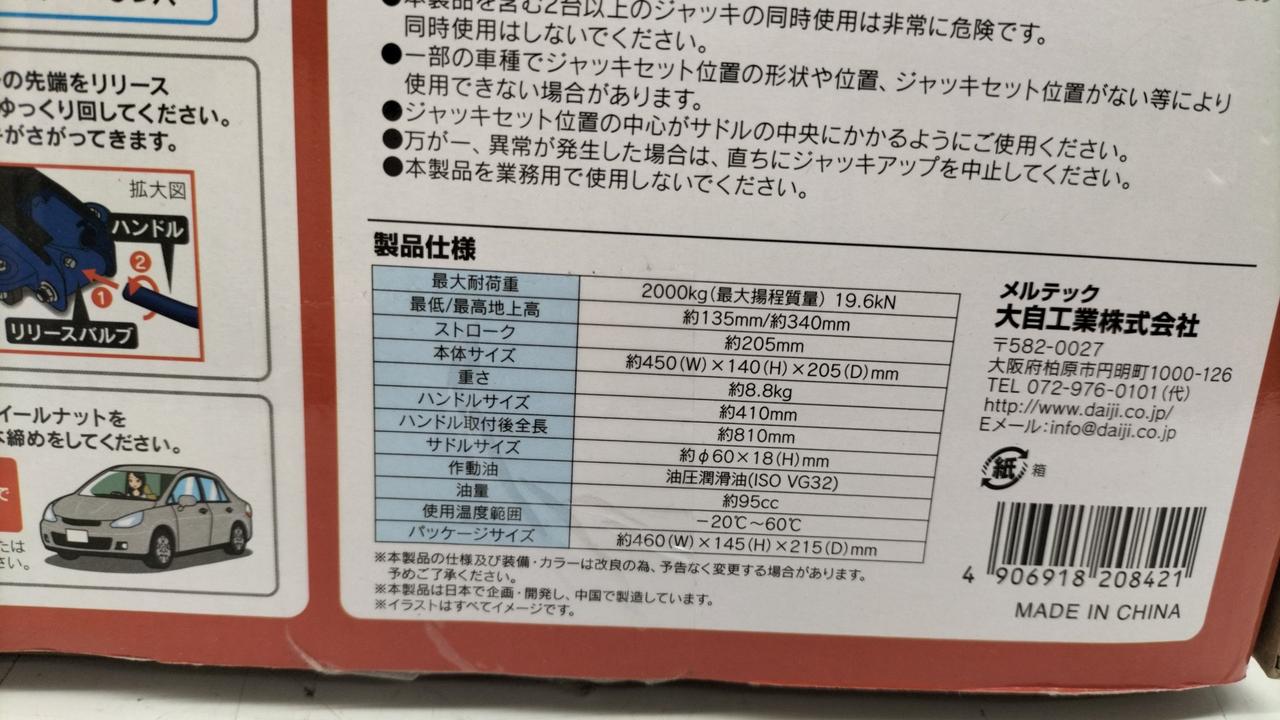 の先端をリリース
ゆっくり回してください。
がさがってきます。
拡大図
ハンドル
2
1
リリースバルブ
イールナットを
締めをしてください。
で
たは
さい。
●本製品を含む2台以上のジャッキの同時使用は非常に危険です。
同時使用はしないでください。
●一部の車種でジャッキセット位置の形状や位置、ジャッキセット位置がない等により
使用できない場合があります。
●ジャッキセット位置の中心がサドルの中央にかかるようにご使用ください。
●万が一、異常が発生した場合は、直ちにジャッキアップを中止してください。
●本製品を業務用で使用しないでください。
製品仕様
最大耐荷重 2000kg(最大揚程質量) 19.6kN
最低/最高地上高 約135mm/約340mm
ストローク 約205mm
本体サイズ 約450(W)×140(H)×205(D)mm
重さ 約8.8kg
ハンドルサイズ 約410mm
ハンドル取付後全長 約810mm
サドルサイズ 約φ60×18(H)mm
作動油 油圧潤滑油(ISO VG32)
油量 約95cc
使用温度範囲 −20℃～60℃
パッケージサイズ 約460(W)×145(H)×215(D)mm
※本製品の仕様及び装備・カラーは改良の為、予告なく変更する場合があります。
予めご了承ください。
※本製品は日本で企画・開発し、中国で製造しています。
※イラストはすべてイメージです。
メルテック
大自工業株式会社
〒582-0027
大阪府柏原市円明町1000-126
TEL 072-976-0101(代)
http://www.daiji.co.jp/
Eメール:info@daiji.co.jp
紙 箱
4 906918 208421
MADE IN CHINA